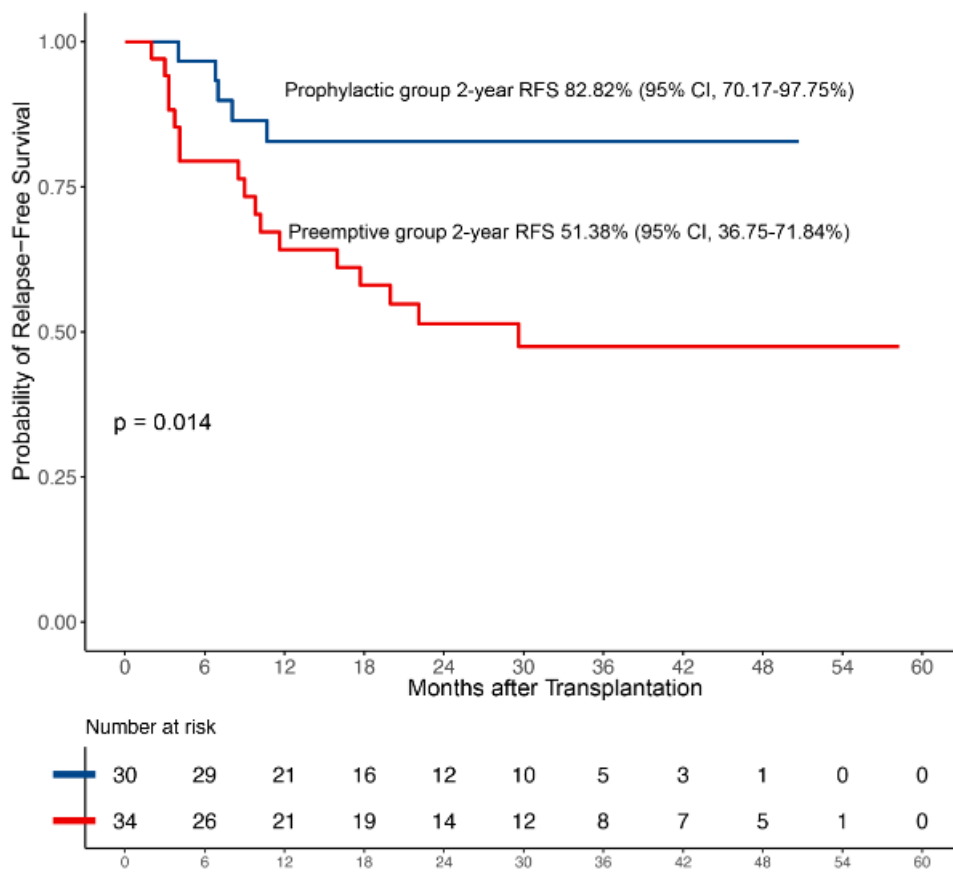 1.00
Prophylactic group 2-year RFS 82.82% (95% CI, 70.17-97.75%)
0.75
Preemptive group 2-year RFS 51.38% (95% CI, 36.75-71.84%)
0.50
p = 0.014
0.25
0.00
Probability of Relapse-Free Survival
0 6 12 18 24 30 36 42 48 54 60
Months after Transplantation
Number at risk
30 29 21 16 12 10 5 3 1 0 0
34 26 21 19 14 12 8 7 5 1 0
0 6 12 18 24 30 36 42 48 54 60